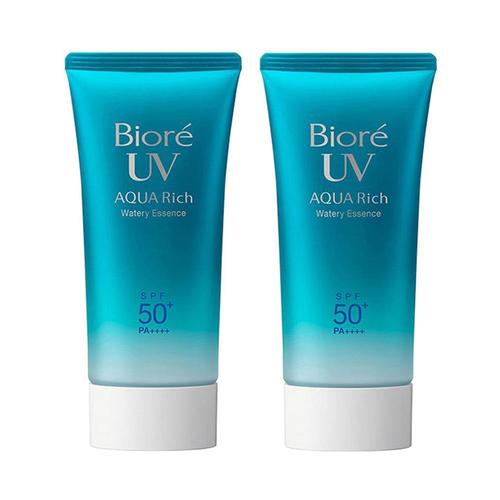 Bioré
UV
AQUA Rich
Watery Essence
SPF
50+
PA++++
Bioré
UV
AQUA Rich
Watery Essence
SPF
50+
PA++++